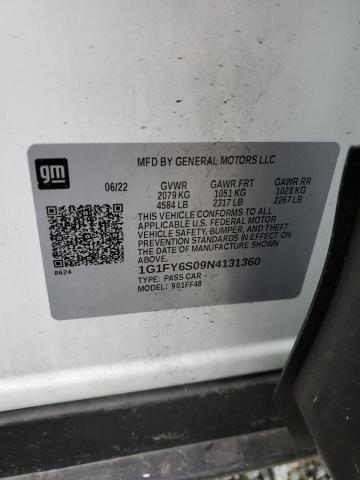 gm
MFD BY GENERAL MOTORS LLC
06/22 GVWR GAWR FRT GAWR RR
2079 KG 1051 KG 1028 KG
4584 LB 2317 LB 2267 LB
THIS VEHICLE CONFORMS TO ALL
APPLICABLE U.S. FEDERAL MOTOR
VEHICLE SAFETY, BUMPER, AND THEFT
PREVENTION STANDARDS IN EFFECT
ON THE DATE OF MANUFACTURE SHOWN
ABOVE.
8624
1G1FY6S09N4131360
TYPE: PASS CAR
MODEL: 901FF48